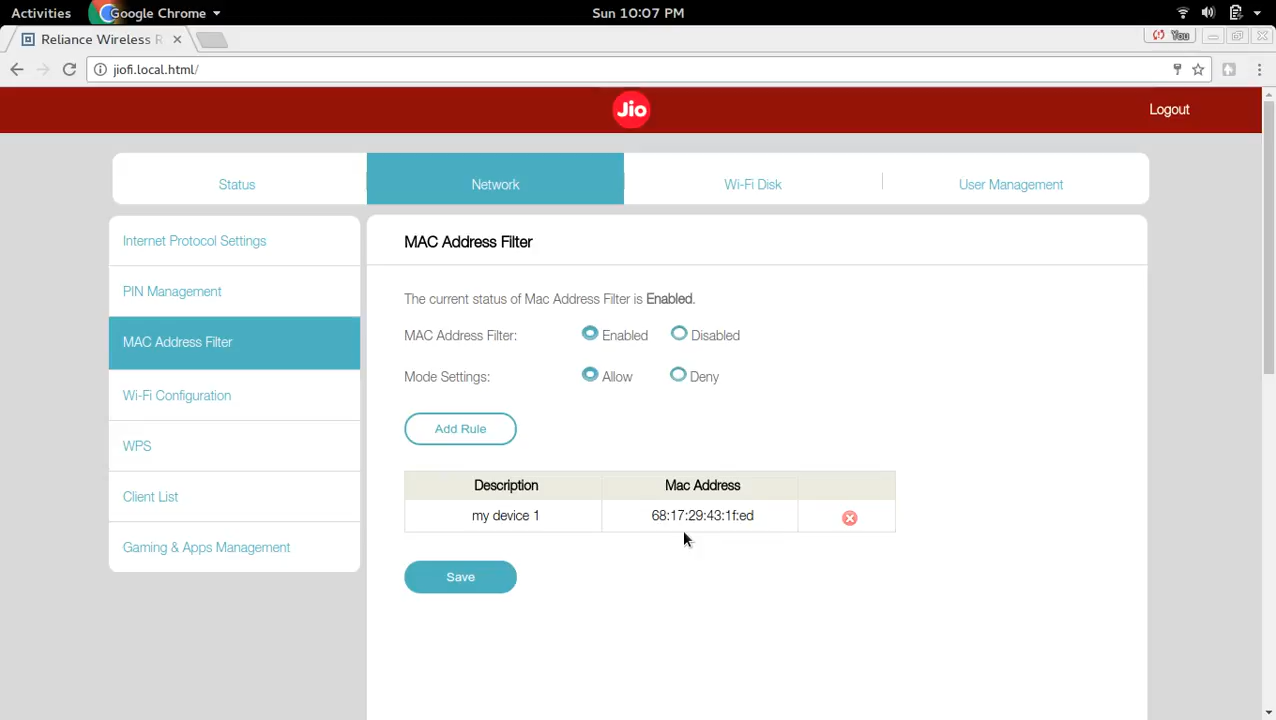 Activities Google Chrome Sun 10:07 PM
Reliance Wireless R You
jiofi.local.html/
Jio Logout
Status Network Wi-Fi Disk User Management
Internet Protocol Settings
PIN Management
MAC Address Filter
Wi-Fi Configuration
WPS
Client List
Gaming & Apps Management
MAC Address Filter
The current status of Mac Address Filter is Enabled.
MAC Address Filter: Enabled Disabled
Mode Settings: Allow Deny
Add Rule
Description Mac Address
my device 1 68:17:29:43:1f:ed
Save